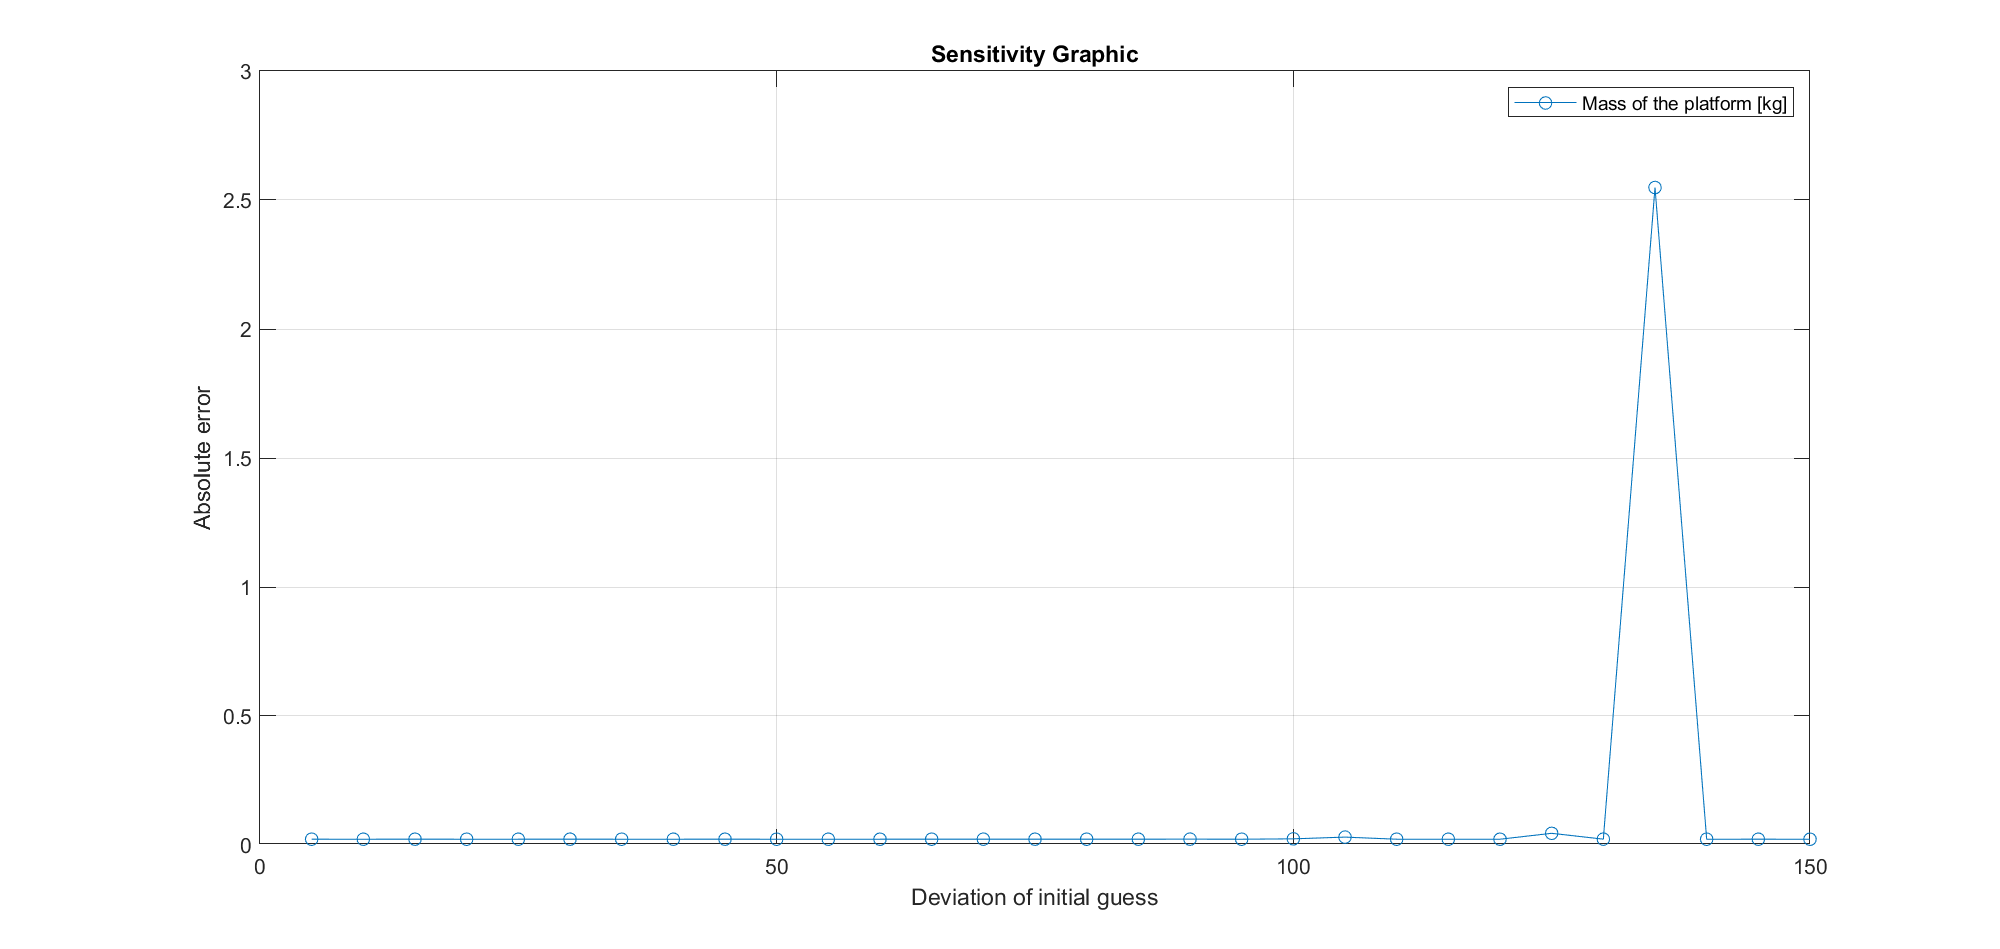 Sensitivity Graphic
Mass of the platform [kg]
3
2.5
2
1.5
1
0.5
0
Absolute error
0 50 100 150
Deviation of initial guess